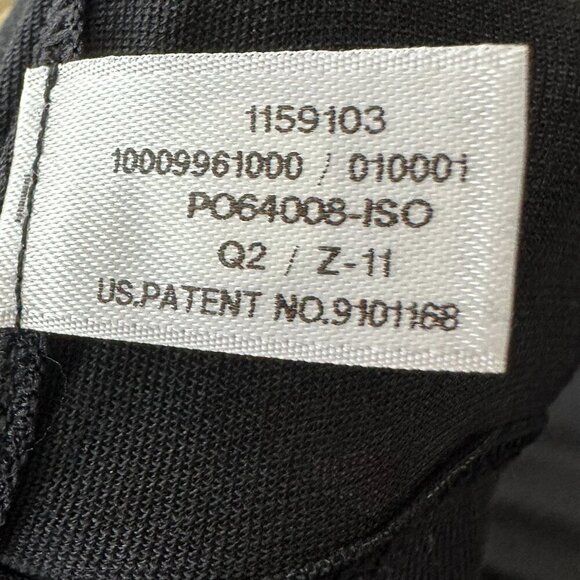 1159103
10009961000 / 010001
PO64008-ISO
Q2 / Z-11
US.PATENT NO.9101168